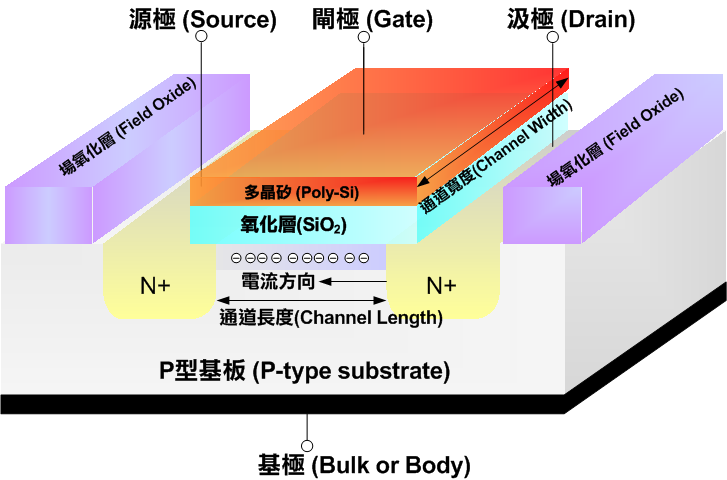 源極 (Source)
閘極 (Gate)
汲極 (Drain)
場氧化層 (Field Oxide)
通道寬度(Channel Width)
場氧化層 (Field Oxide)
多晶矽 (Poly-Si)
氧化層(SiO₂)
電流方向
N+
N+
通道長度(Channel Length)
P型基板 (P-type substrate)
基極 (Bulk or Body)